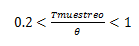 0.2 < Tmuestreo/θ < 1